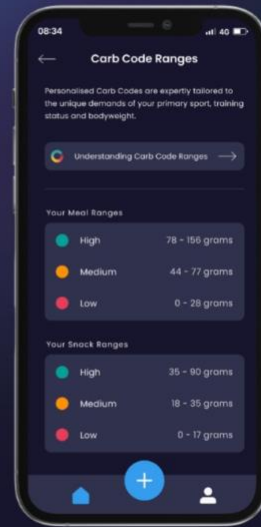 08:34
4G
Carb Code Ranges
Personalised Carb Codes are expertly tailored to
the unique demands of your primary sport, training
status and bodyweight.
Understanding Carb Code Ranges
Your Meal Ranges
High 78 - 156 grams
Medium 44 - 77 grams
Low 0 - 28 grams
Your Snack Ranges
High 35 - 90 grams
Medium 18 - 35 grams
Low 0 - 17 grams